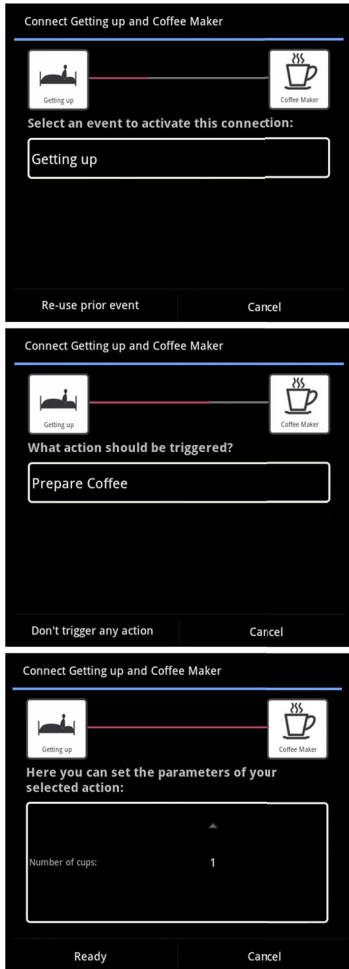 Connect Getting up and Coffee Maker
Getting up
Coffee Maker
Select an event to activate this connection:
Getting up
Re-use prior event
Cancel
Connect Getting up and Coffee Maker
Getting up
Coffee Maker
What action should be triggered?
Prepare Coffee
Don't trigger any action
Cancel
Connect Getting up and Coffee Maker
Getting up
Coffee Maker
Here you can set the parameters of your
selected action:
Number of cups:
1
Ready
Cancel